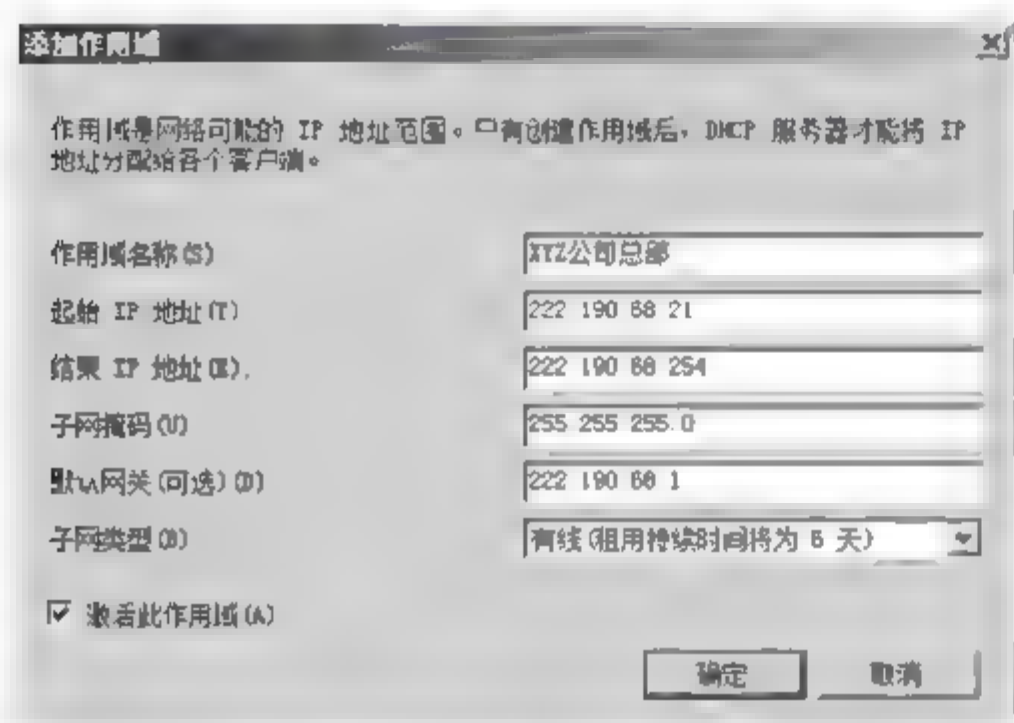 添加作用域
作用域是网络可能的 IP 地址范围。只有创建作用域后，DHCP 服务器才能将 IP
地址分配给各个客户端。
作用域名称(S)
XYZ公司总部
起始 IP 地址(T)
222 190 68 21
结束 IP 地址(E).
222 190 68 254
子网掩码(U)
255 255 255.0
默认网关(可选)(D)
222 190 68 1
子网类型(B)
有线(租用持续时间将为 6 天)
激活此作用域(A)
确定
取消